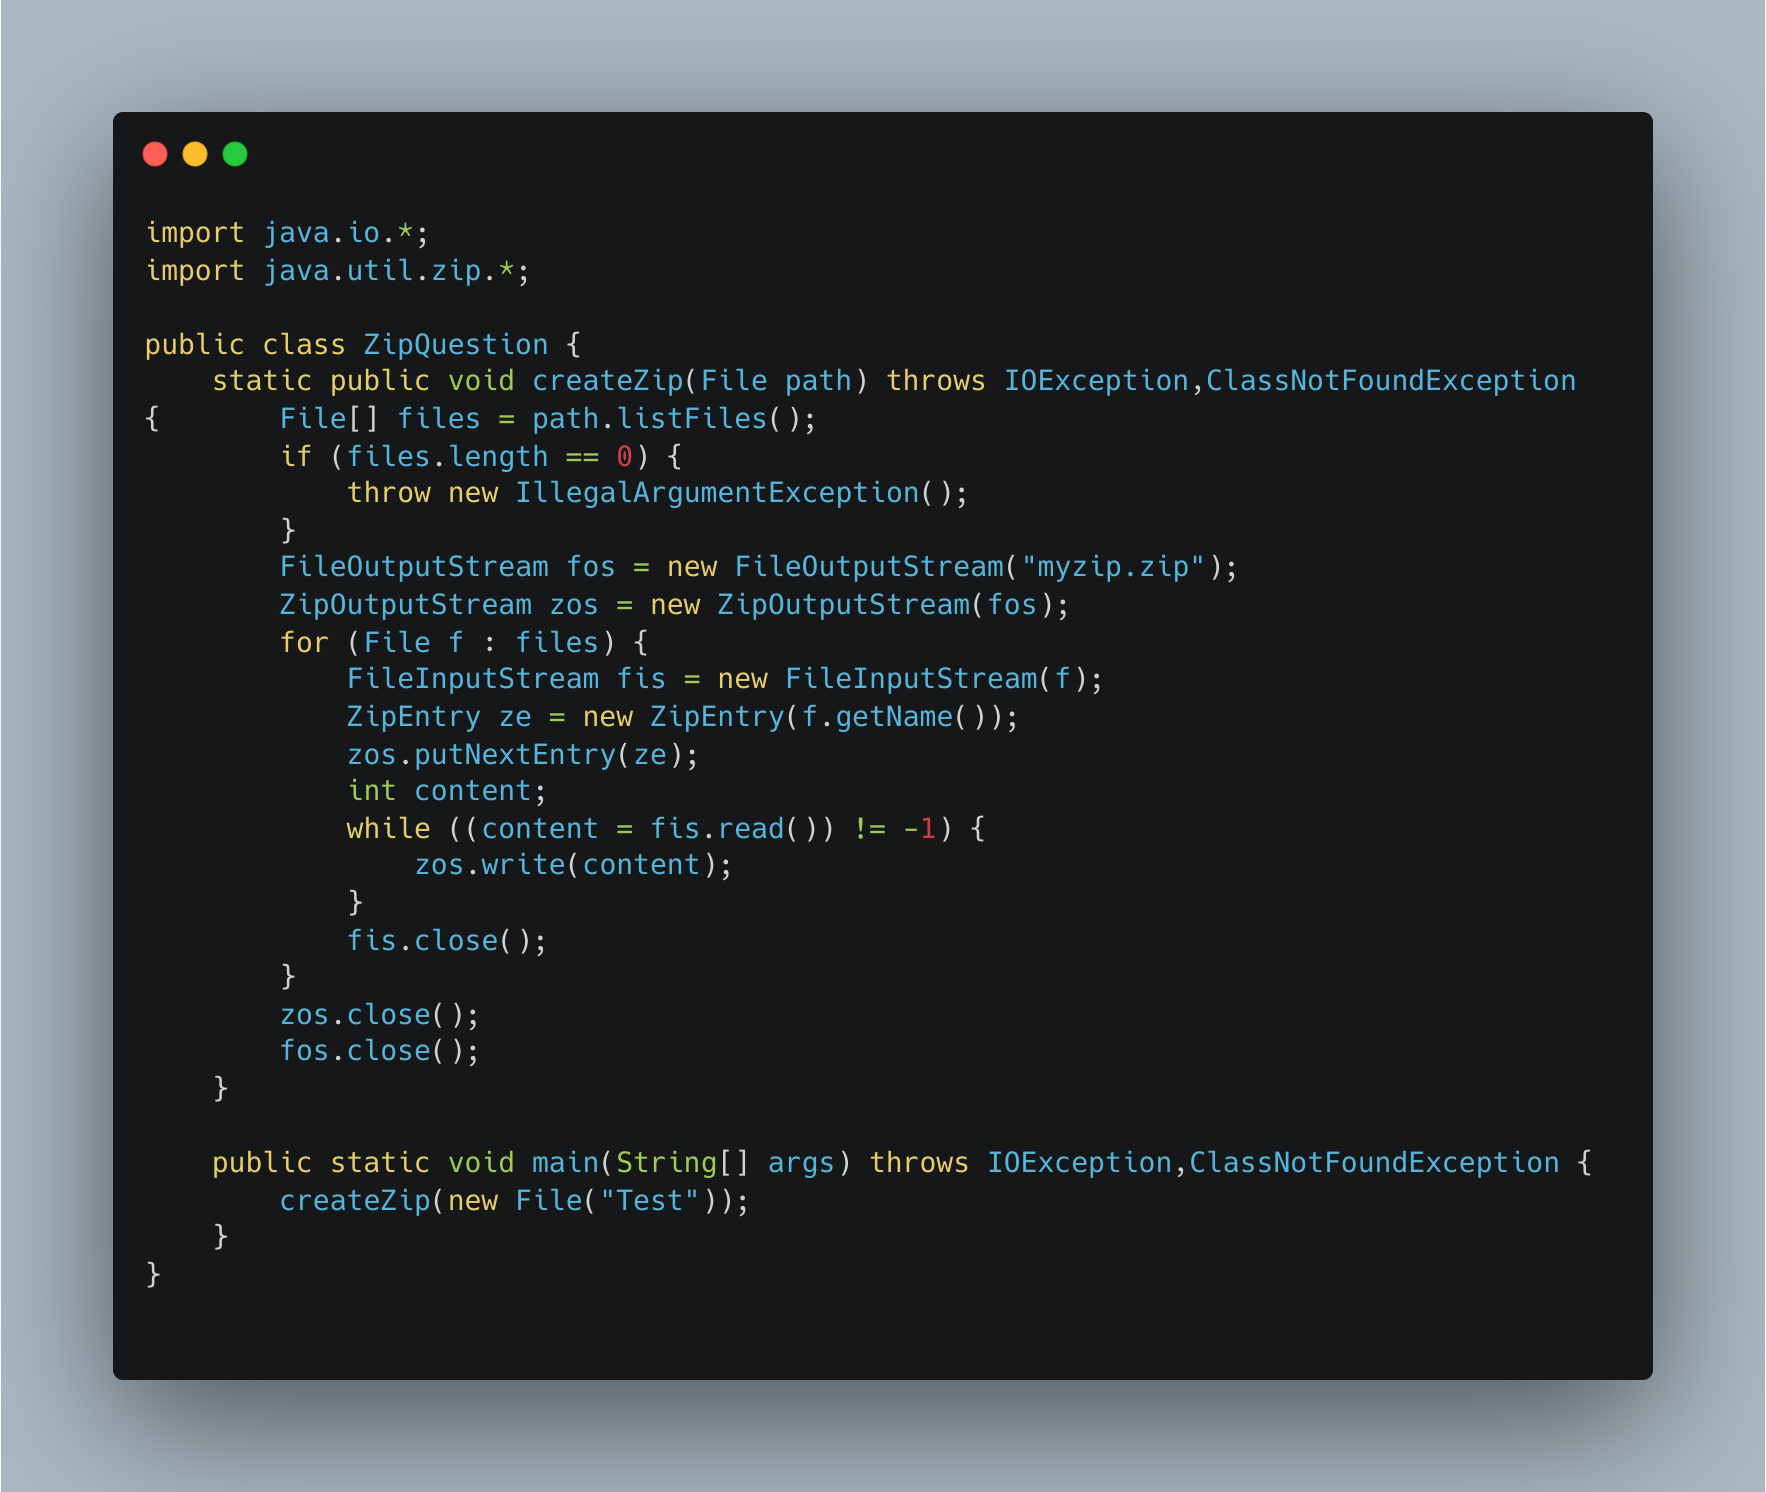 import java.io.*;
import java.util.zip.*;

public class ZipQuestion {
    static public void createZip(File path) throws IOException,ClassNotFoundException
{       File[] files = path.listFiles();
        if (files.length == 0) {
            throw new IllegalArgumentException();
        }
        FileOutputStream fos = new FileOutputStream("myzip.zip");
        ZipOutputStream zos = new ZipOutputStream(fos);
        for (File f : files) {
            FileInputStream fis = new FileInputStream(f);
            ZipEntry ze = new ZipEntry(f.getName());
            zos.putNextEntry(ze);
            int content;
            while ((content = fis.read()) != -1) {
                zos.write(content);
            }
            fis.close();
        }
        zos.close();
        fos.close();
    }

    public static void main(String[] args) throws IOException,ClassNotFoundException {
        createZip(new File("Test"));
    }
}